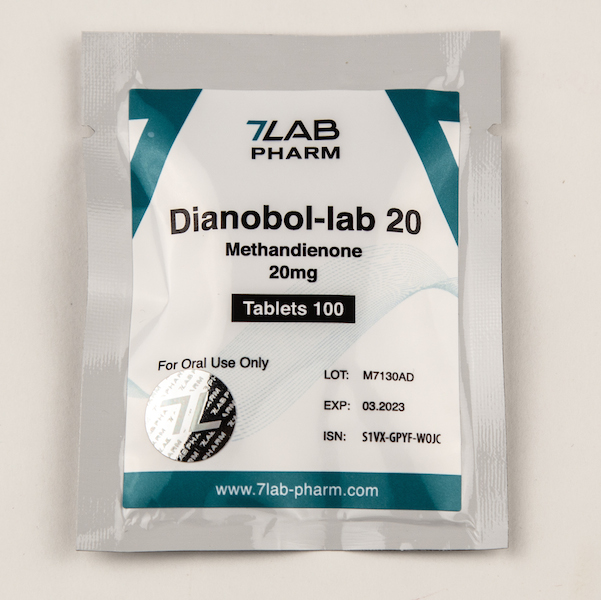 7LAB
PHARM
Dianobol-lab 20
Methandienone
20mg
Tablets 100
For Oral Use Only
LOT: M7130AD
EXP: 03.2023
ISN: S1VX-GPYF-WOJC
www.7lab-pharm.com